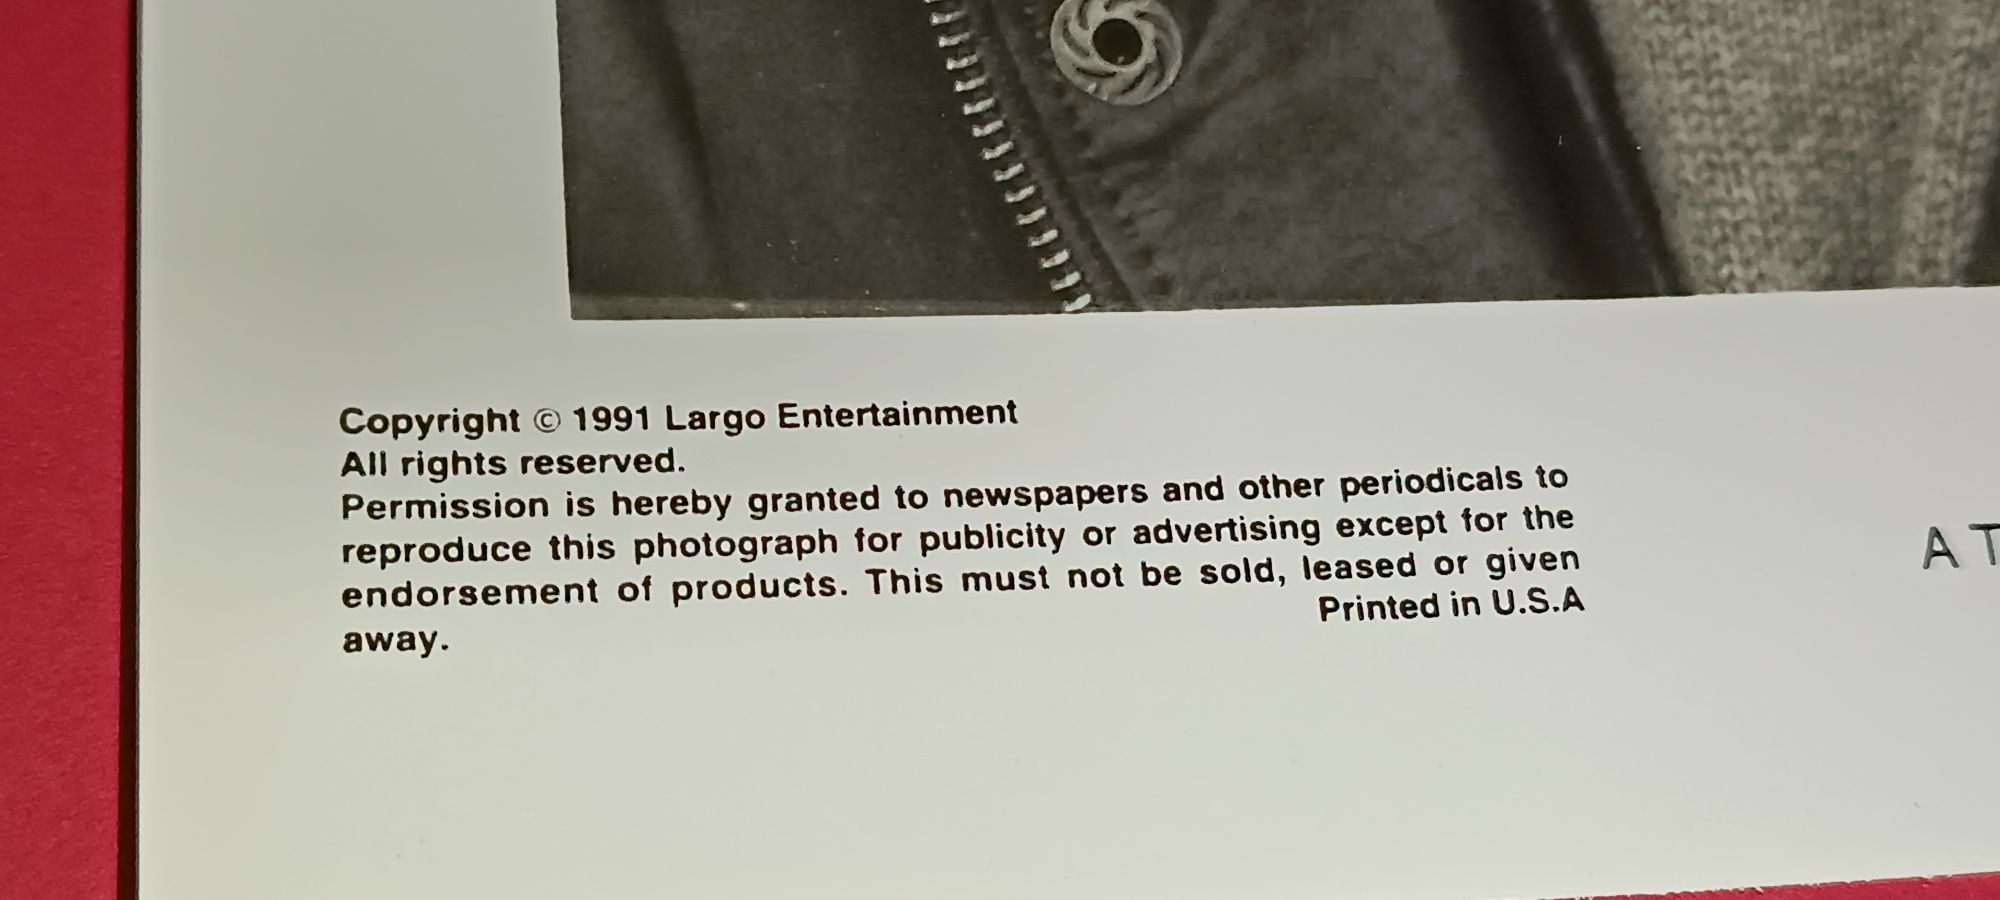 Copyright © 1991 Largo Entertainment
All rights reserved.
Permission is hereby granted to newspapers and other periodicals to
reproduce this photograph for publicity or advertising except for the
endorsement of products. This must not be sold, leased or given
away.
Printed in U.S.A
AT